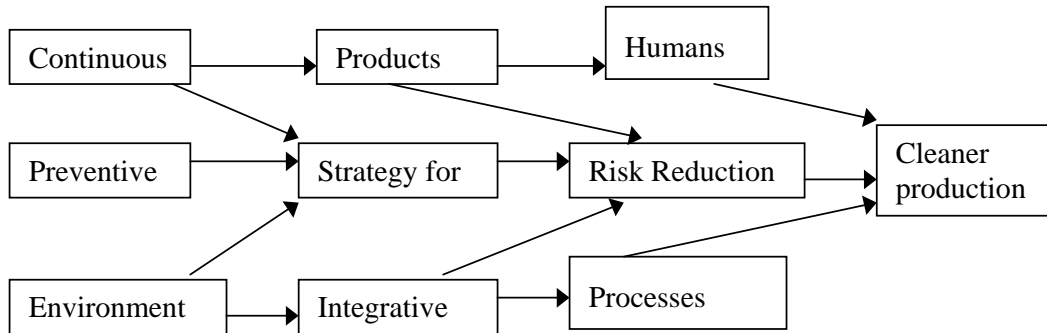 Continuous
Products
Humans
Preventive
Strategy for
Risk Reduction
Cleaner
production
Environment
Integrative
Processes